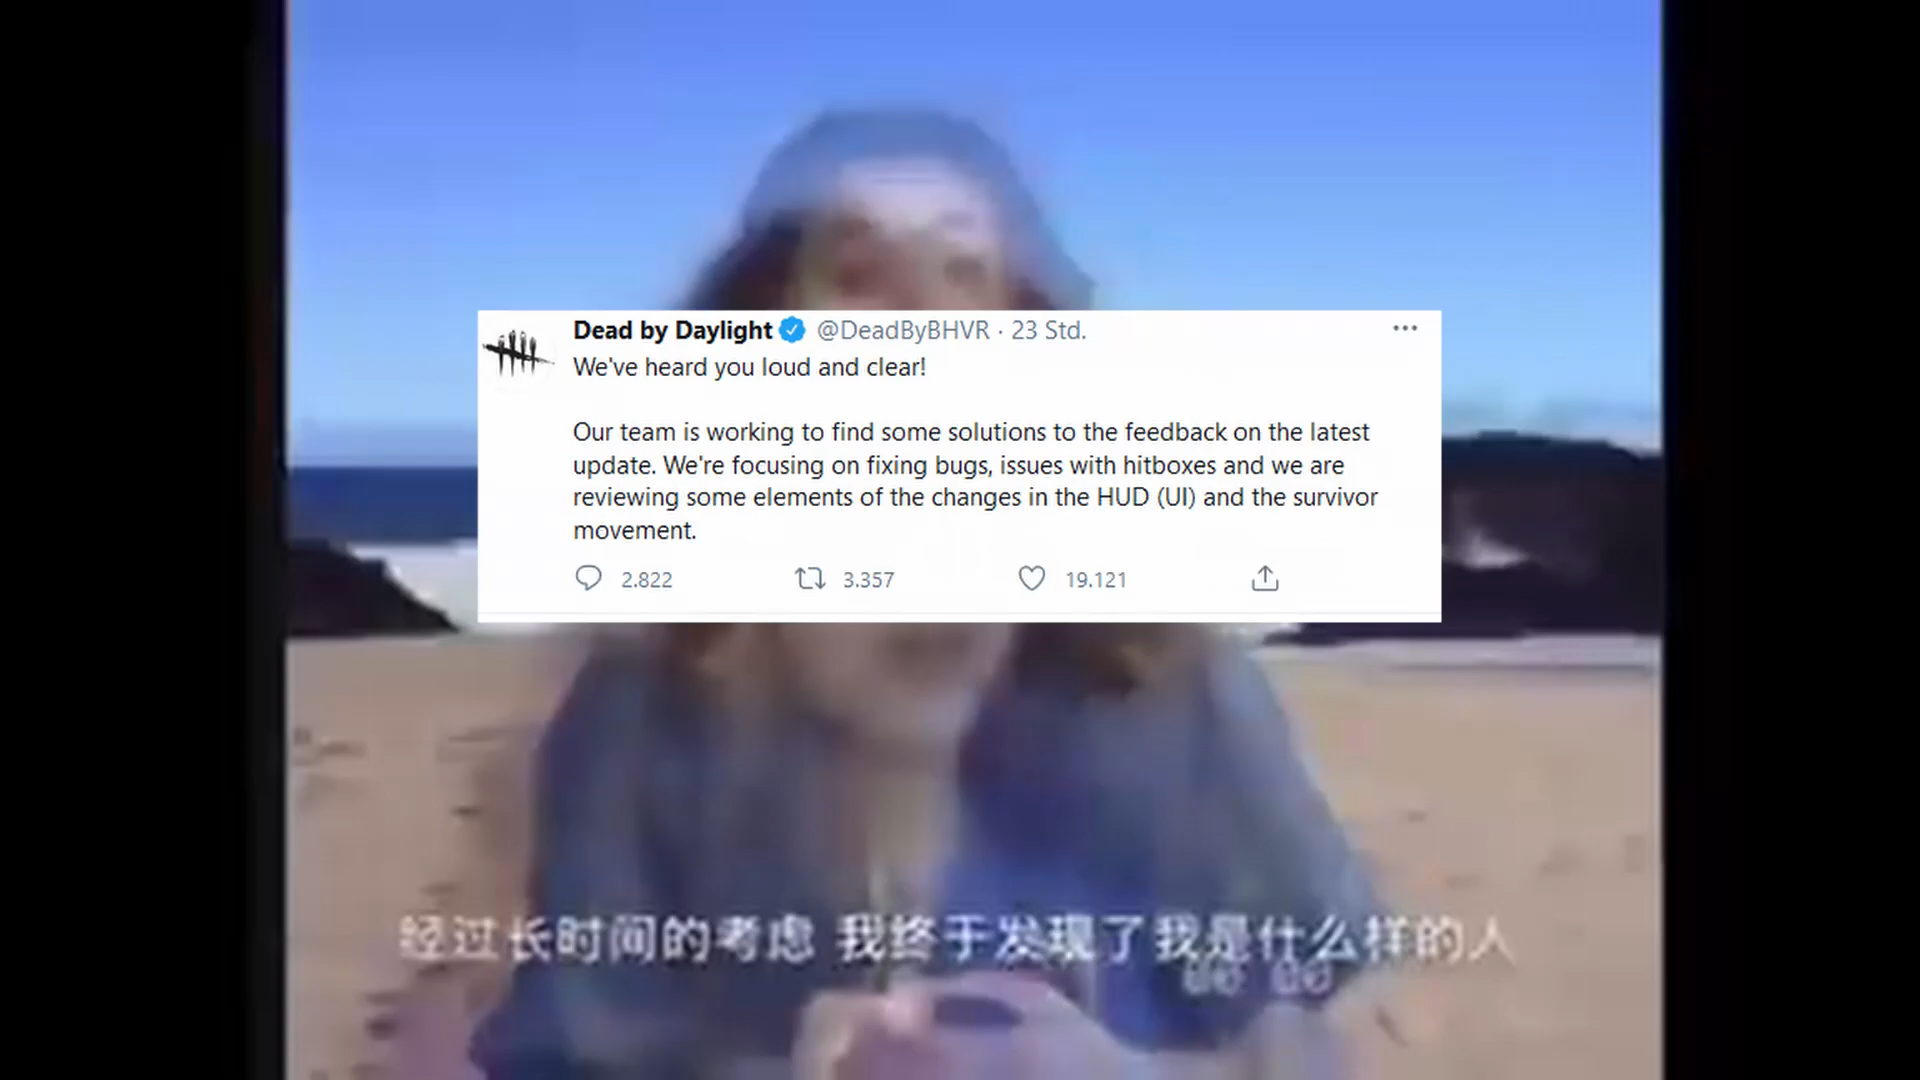 Dead by Daylight @DeadByBHVR · 23 Std.
We've heard you loud and clear!
Our team is working to find some solutions to the feedback on the latest
update. We're focusing on fixing bugs, issues with hitboxes and we are
reviewing some elements of the changes in the HUD (UI) and the survivor
movement.
2.822 3.357 19.121
经过长时间的考虑 我终于发现了我是什么样的人